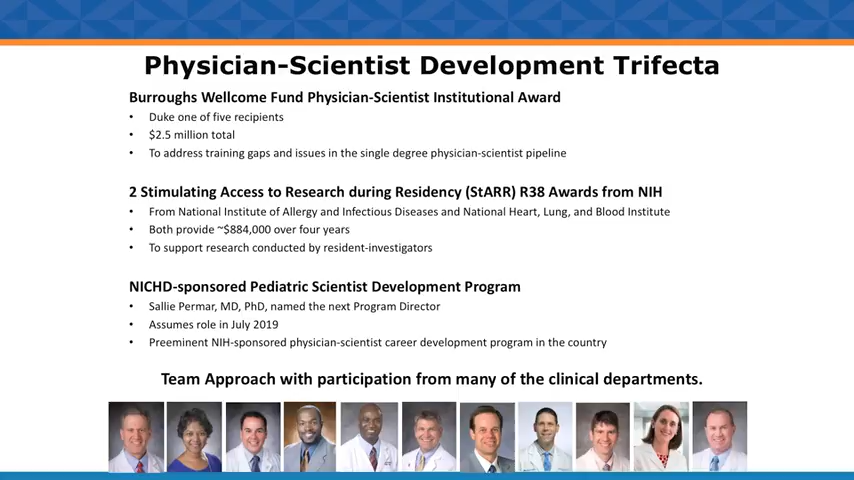 Physician-Scientist Development Trifecta
Burroughs Wellcome Fund Physician-Scientist Institutional Award
• Duke one of five recipients
• $2.5 million total
• To address training gaps and issues in the single degree physician-scientist pipeline
2 Stimulating Access to Research during Residency (StARR) R38 Awards from NIH
• From National Institute of Allergy and Infectious Diseases and National Heart, Lung, and Blood Institute
• Both provide ~$884,000 over four years
• To support research conducted by resident-investigators
NICHD-sponsored Pediatric Scientist Development Program
• Sallie Permar, MD, PhD, named the next Program Director
• Assumes role in July 2019
• Preeminent NIH-sponsored physician-scientist career development program in the country
Team Approach with participation from many of the clinical departments.